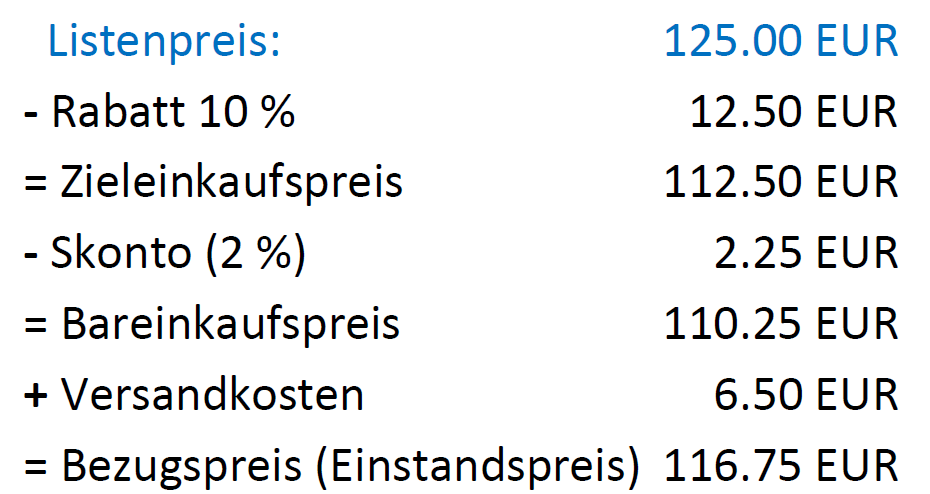 Listenpreis: 125.00 EUR
- Rabatt 10 % 12.50 EUR
= Zieleinkaufspreis 112.50 EUR
- Skonto (2 %) 2.25 EUR
= Bareinkaufspreis 110.25 EUR
+ Versandkosten 6.50 EUR
= Bezugspreis (Einstandspreis) 116.75 EUR